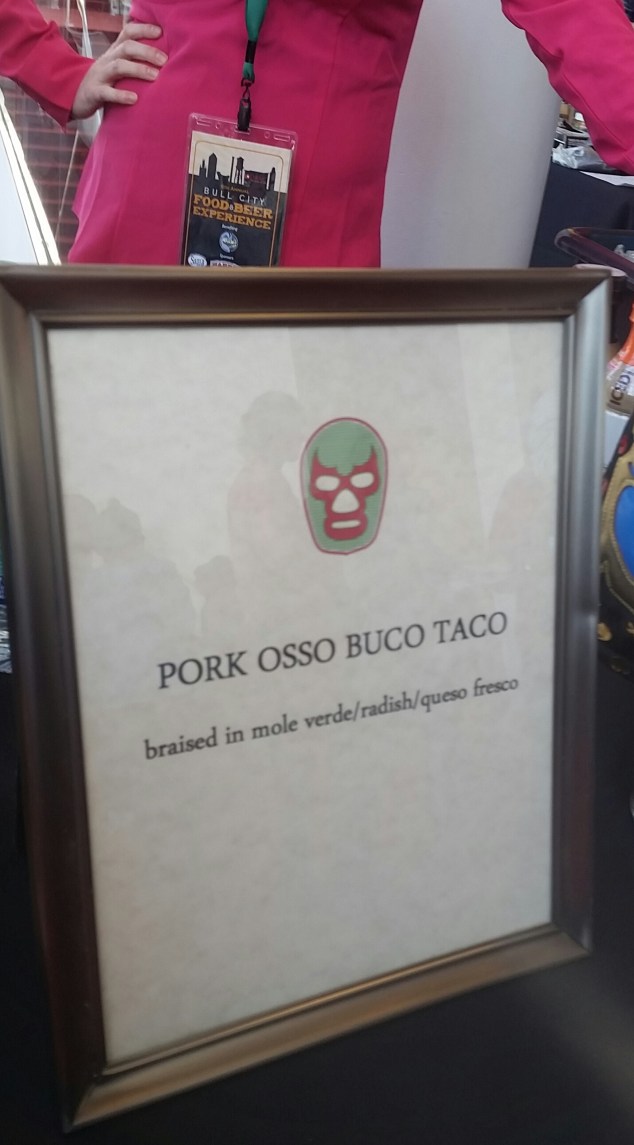 BULL CITY
FOOD & BEER
EXPERIENCE
PORK OSSO BUCO TACO
braised in mole verde/radish/queso fresco